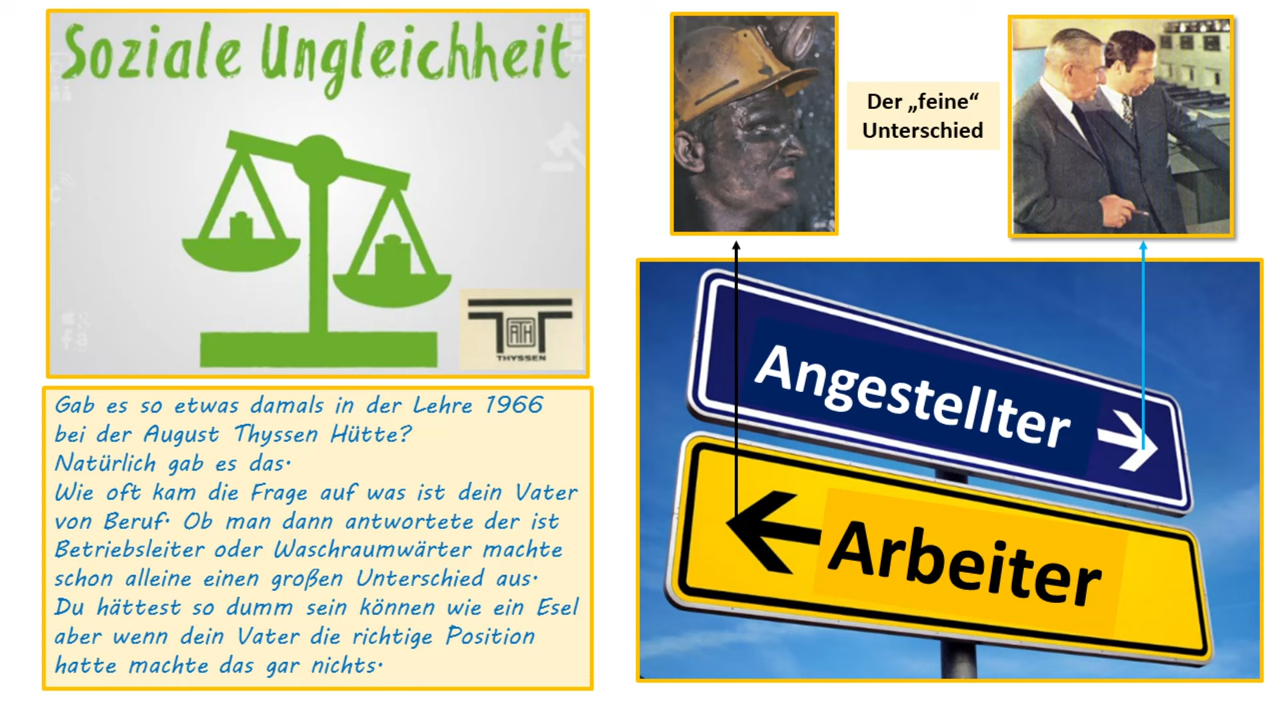 Soziale Ungleichheit
ATH
THYSSEN
Gab es so etwas damals in der Lehre 1966
bei der August Thyssen Hütte?
Natürlich gab es das.
Wie oft kam die Frage auf was ist dein Vater
von Beruf. Ob man dann antwortete der ist
Betriebsleiter oder Waschraumwärter machte
schon alleine einen großen Unterschied aus.
Du hättest so dumm sein können wie ein Esel
aber wenn dein Vater die richtige Position
hatte machte das gar nichts.
Der „feine“
Unterschied
Angestellter
Arbeiter